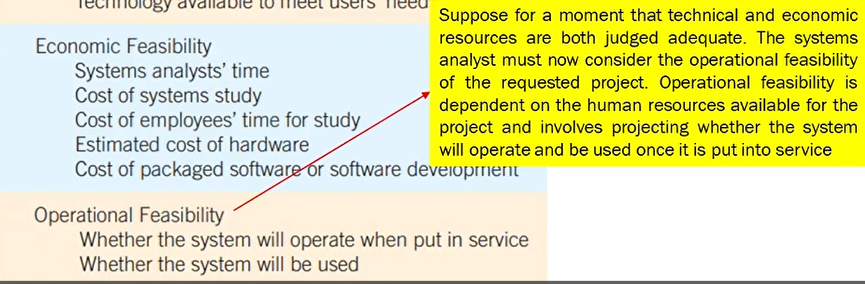 Technology available to meet users' need
Economic Feasibility
Systems analysts' time
Cost of systems study
Cost of employees' time for study
Estimated cost of hardware
Cost of packaged software or software development
Operational Feasibility
Whether the system will operate when put in service
Whether the system will be used
Suppose for a moment that technical and economic
resources are both judged adequate. The systems
analyst must now consider the operational feasibility
of the requested project. Operational feasibility is
dependent on the human resources available for the
project and involves projecting whether the system
will operate and be used once it is put into service